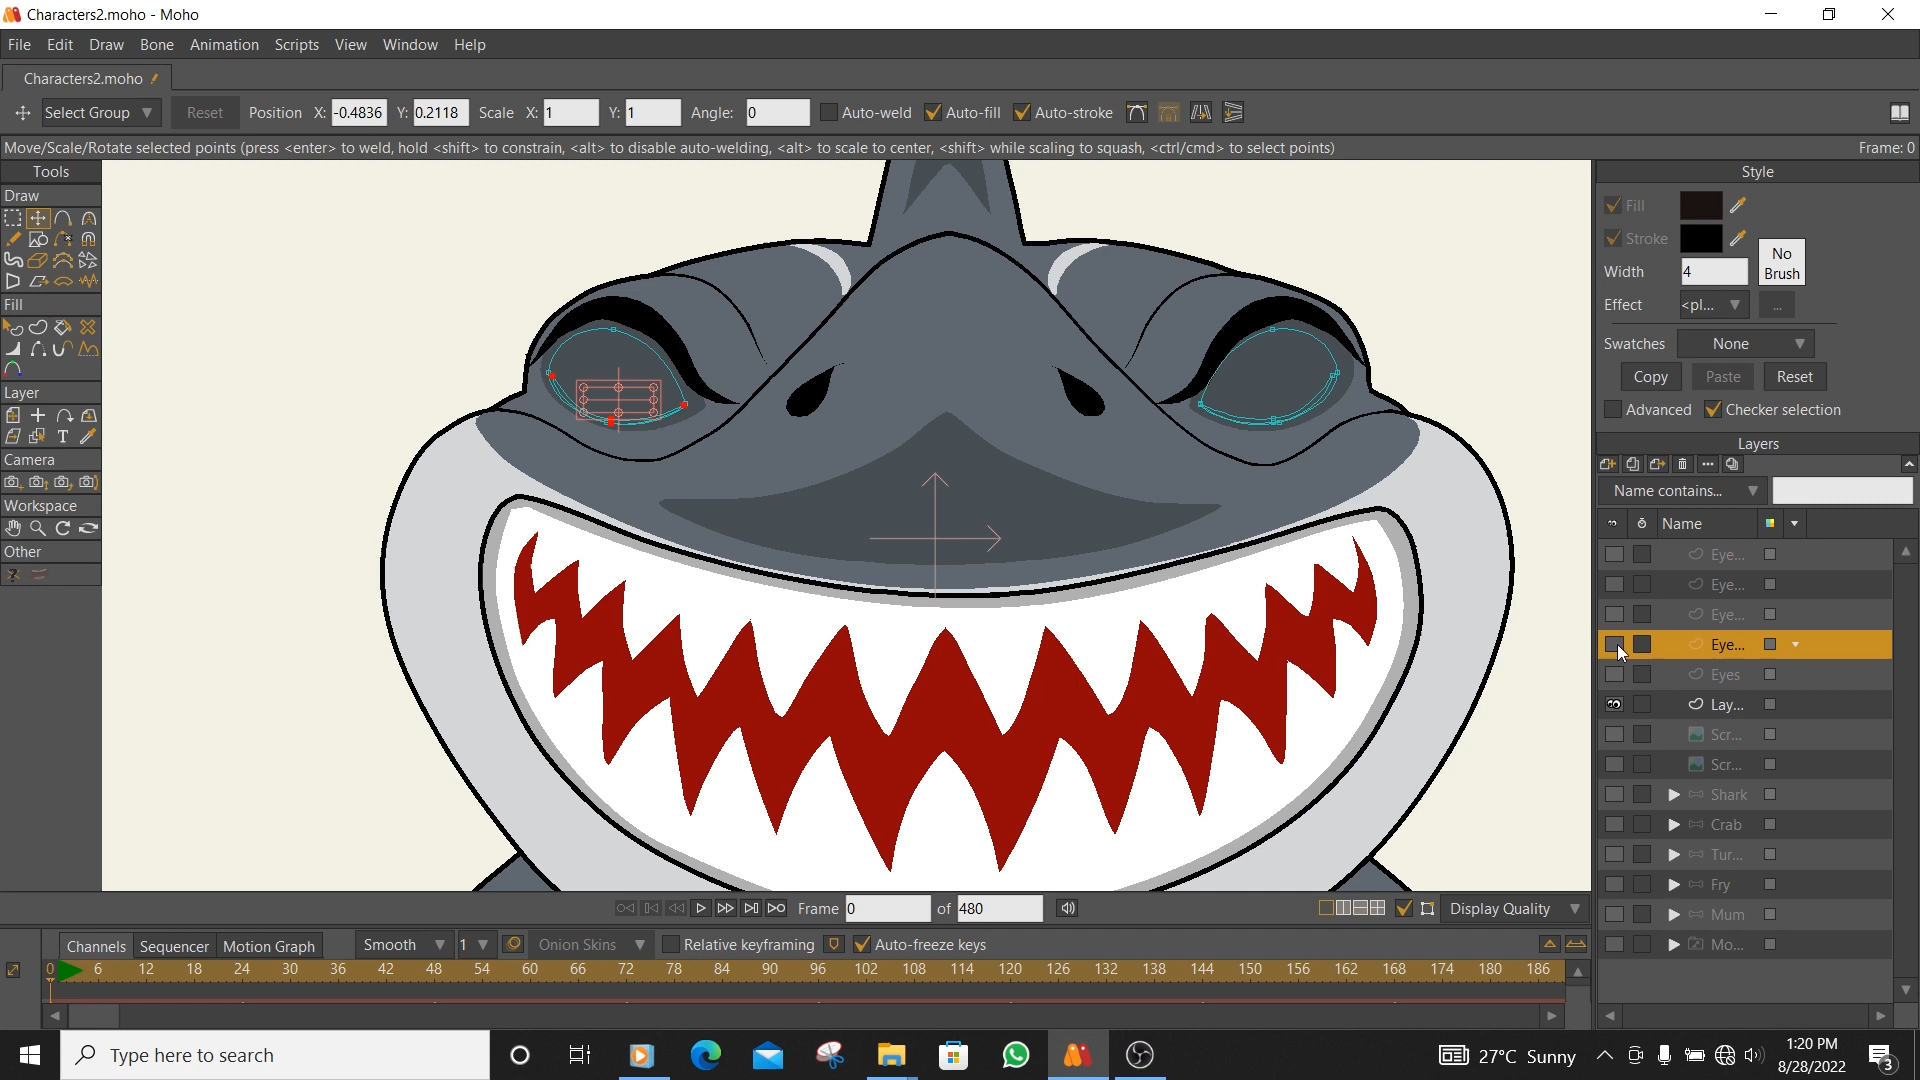 Characters2.moho - Moho
File Edit Draw Bone Animation Scripts View Window Help
Characters2.moho
Select Group Reset Position X: -0.4836 Y: 0.2118 Scale X: 1 Y: 1 Angle: 0 Auto-weld Auto-fill Auto-stroke
Move/Scale/Rotate selected points (press <enter> to weld, hold <shift> to constrain, <alt> to disable auto-welding, <alt> to scale to center, <shift> while scaling to squash, <ctrl/cmd> to select points) Frame: 0
Tools
Draw
Fill
Layer
Camera
Workspace
Other
Style
Fill
Stroke
No Brush
Width 4
Effect <pl... ...
Swatches None
Copy Paste Reset
Advanced Checker selection
Layers
Name contains...
Name
Eye...
Eye...
Eye...
Eye...
Eyes
Lay...
Scr...
Scr...
Shark
Crab
Tur...
Fry
Mum
Mo...
Frame 0 of 480 Display Quality
Channels Sequencer Motion Graph Smooth 1 Onion Skins Relative keyframing Auto-freeze keys
0 6 12 18 24 30 36 42 48 54 60 66 72 78 84 90 96 102 108 114 120 126 132 138 144 150 156 162 168 174 180 186
Type here to search
27°C Sunny
1:20 PM
8/28/2022
3